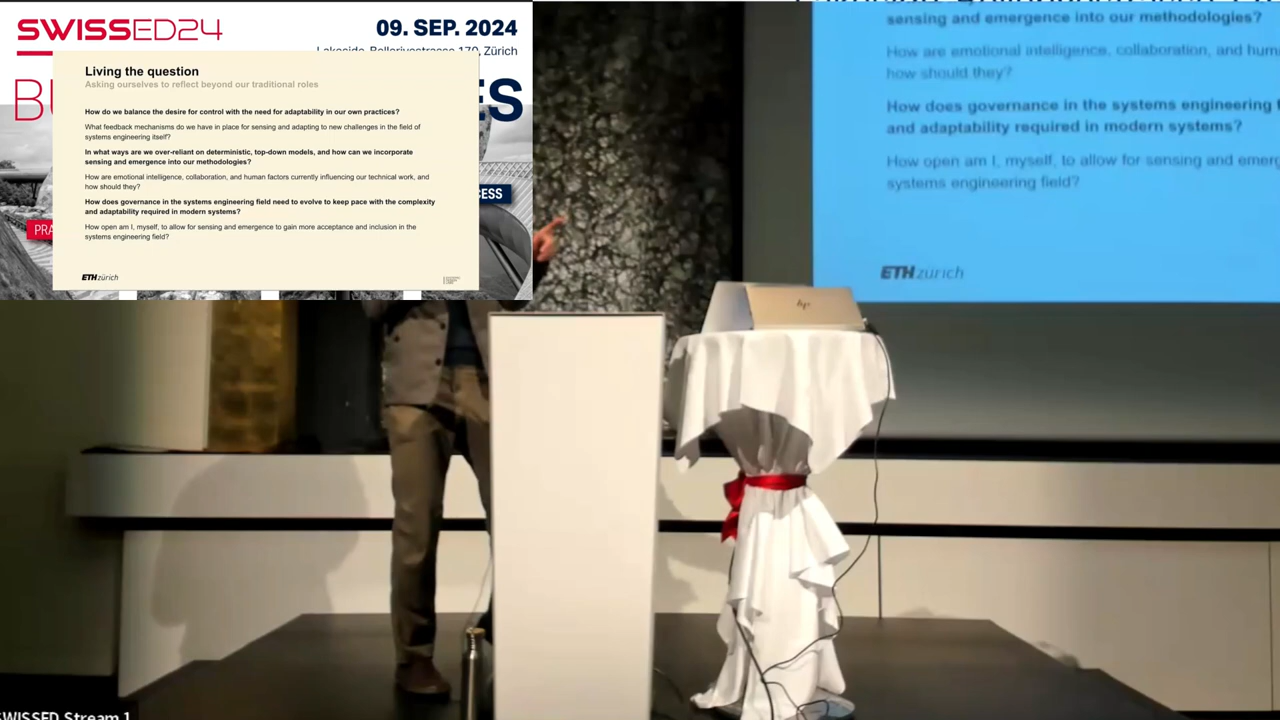 SWISSED24
09. SEP. 2024
Lakeside, Bellerivestrasse 170, Zürich
BU
ES
CESS
PRA
Living the question
Asking ourselves to reflect beyond our traditional roles
How do we balance the desire for control with the need for adaptability in our own practices?
What feedback mechanisms do we have in place for sensing and adapting to new challenges in the field of
systems engineering itself?
In what ways are we over-reliant on deterministic, top-down models, and how can we incorporate
sensing and emergence into our methodologies?
How are emotional intelligence, collaboration, and human factors currently influencing our technical work, and
how should they?
How does governance in the systems engineering field need to evolve to keep pace with the complexity
and adaptability required in modern systems?
How open am I, myself, to allow for sensing and emergence to gain more acceptance and inclusion in the
systems engineering field?
ETH zürich
sensing and emergence into our methodologies?
How are emotional intelligence, collaboration, and hum
how should they?
How does governance in the systems engineering
and adaptability required in modern systems?
How open am I, myself, to allow for sensing and emerg
systems engineering field?
ETH zürich
hp
SWISSED Stream 1